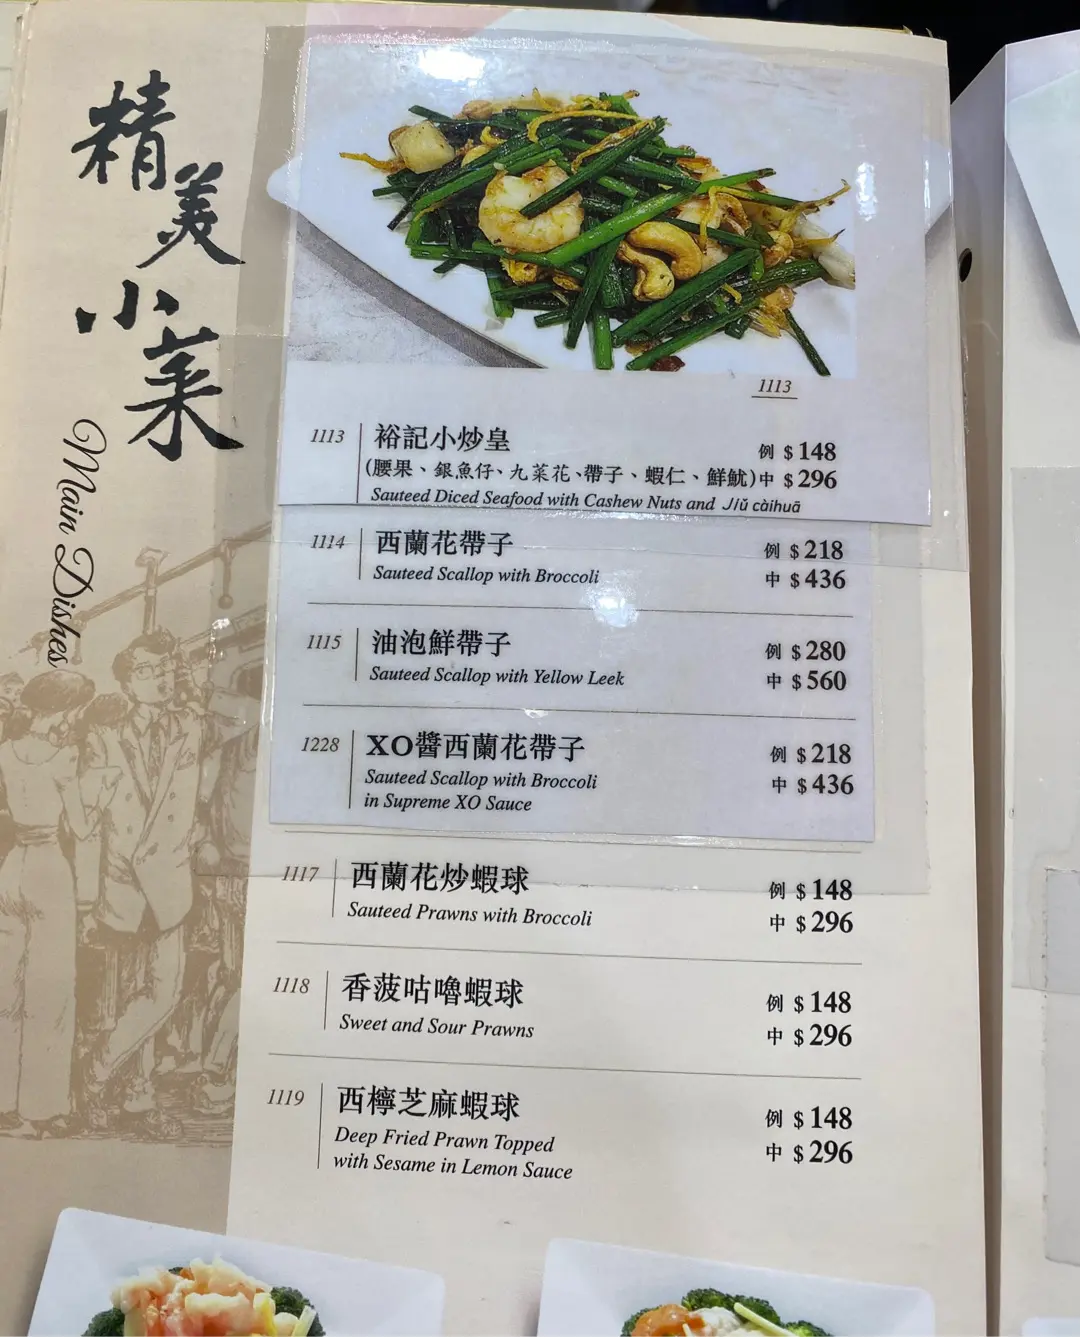 精美小菜
Main Dishes
1113
1113
裕記小炒皇
例 $148
(腰果、銀魚仔、九菜花、帶子、蝦仁、鮮魷)中 $296
Sauteed Diced Seafood with Cashew Nuts and Jiǔ càihuā
1114
西蘭花帶子
例 $218
Sauteed Scallop with Broccoli
中 $436
1115
油泡鮮帶子
例 $280
Sauteed Scallop with Yellow Leek
中 $560
1228
XO醬西蘭花帶子
例 $218
Sauteed Scallop with Broccoli
中 $436
in Supreme XO Sauce
1117
西蘭花炒蝦球
例 $148
Sauteed Prawns with Broccoli
中 $296
1118
香菠咕嚕蝦球
例 $148
Sweet and Sour Prawns
中 $296
1119
西檸芝麻蝦球
例 $148
Deep Fried Prawn Topped
中 $296
with Sesame in Lemon Sauce